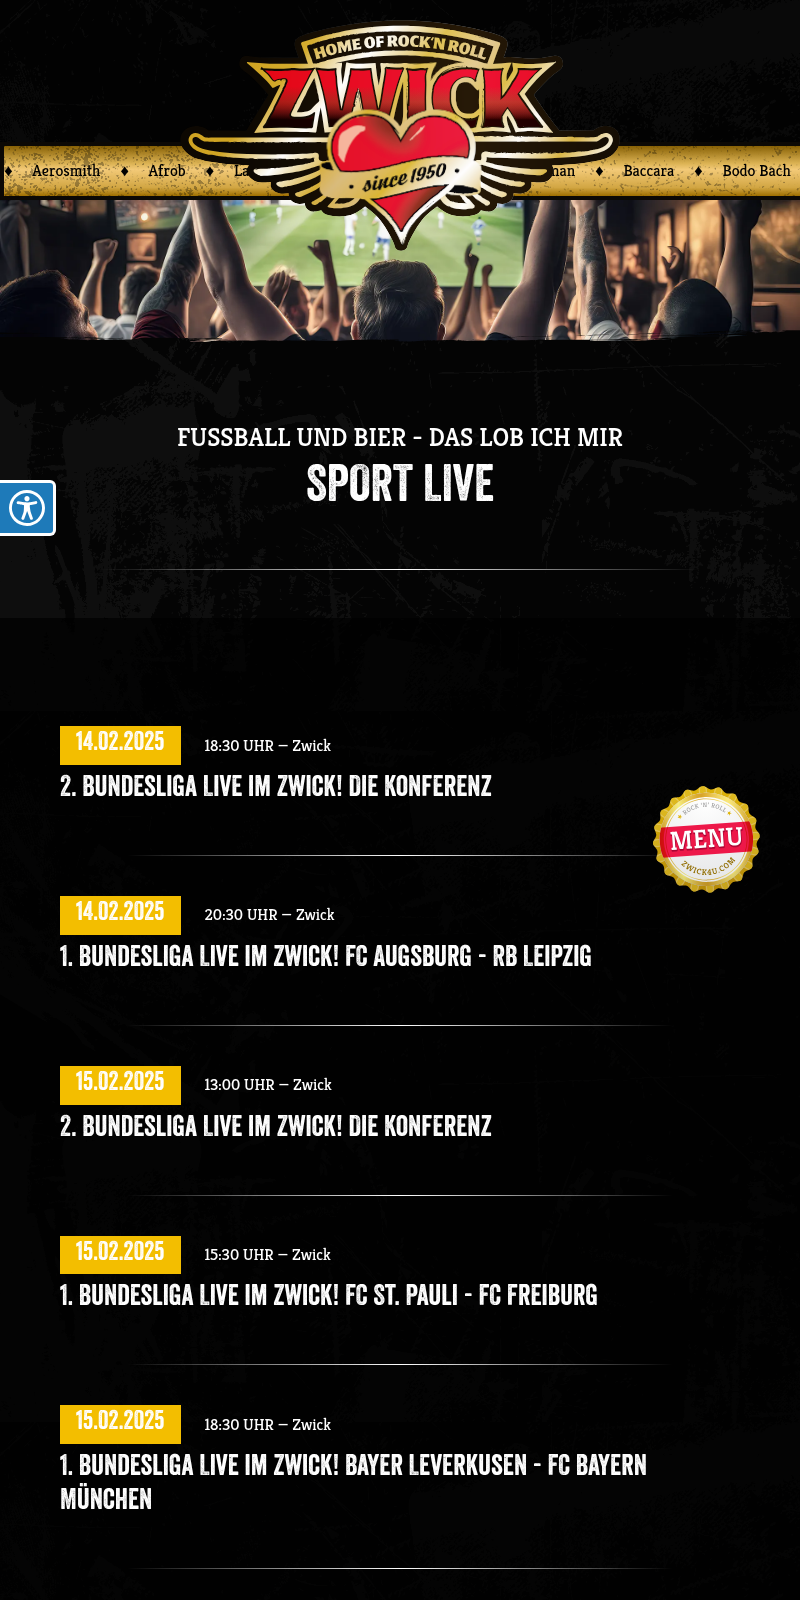 HOME OF ROCK'N ROLL
ZWICK
since 1950
♦ Aerosmith ♦ Afrob ♦ ♦ Baccara ♦ Bodo Bach
FUSSBALL UND BIER - DAS LOB ICH MIR
SPORT LIVE
14.02.2025 18:30 UHR – Zwick
2. BUNDESLIGA LIVE IM ZWICK! DIE KONFERENZ
ROCK 'N' ROLL
MENU
ZWICK4U.COM
14.02.2025 20:30 UHR – Zwick
1. BUNDESLIGA LIVE IM ZWICK! FC AUGSBURG - RB LEIPZIG
15.02.2025 13:00 UHR – Zwick
2. BUNDESLIGA LIVE IM ZWICK! DIE KONFERENZ
15.02.2025 15:30 UHR – Zwick
1. BUNDESLIGA LIVE IM ZWICK! FC ST. PAULI - FC FREIBURG
15.02.2025 18:30 UHR – Zwick
1. BUNDESLIGA LIVE IM ZWICK! BAYER LEVERKUSEN - FC BAYERN
MÜNCHEN